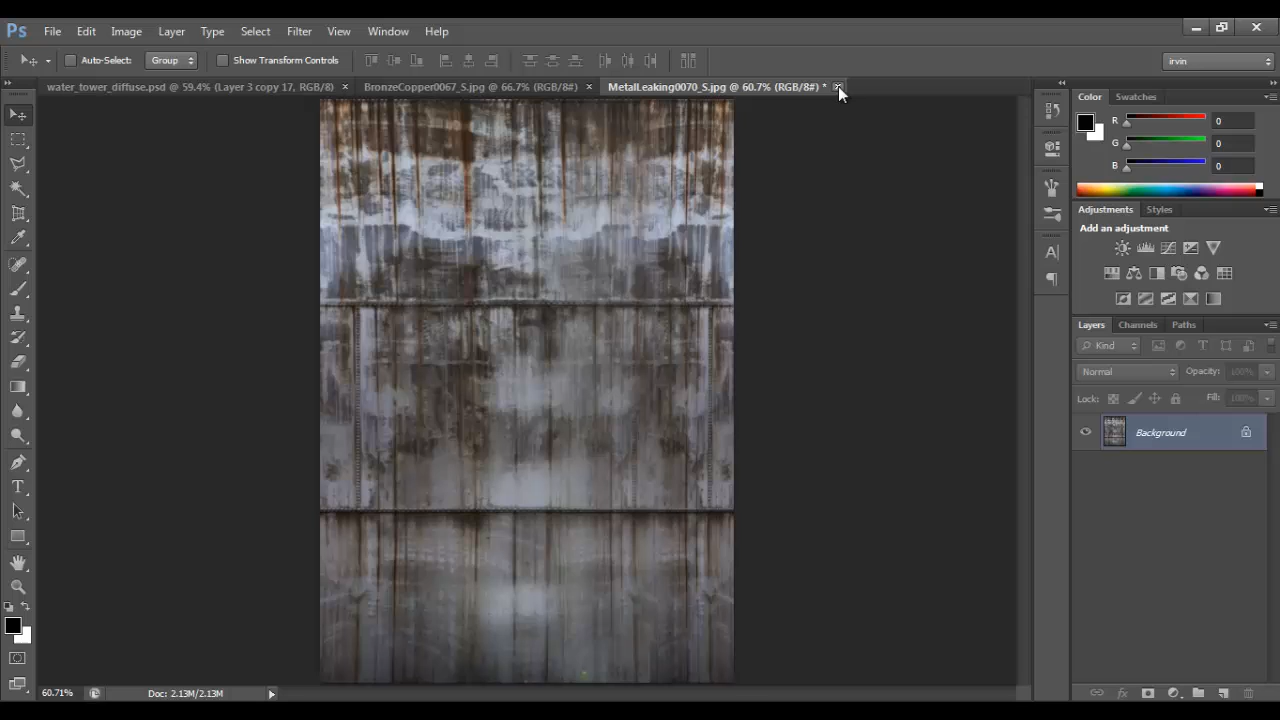 Ps File Edit Image Layer Type Select Filter View Window Help
Auto-Select: Group Show Transform Controls irvin
water_tower_diffuse.psd @ 59.4% (Layer 3 copy 17, RGB/8) × BronzeCopper0067_S.jpg @ 66.7% (RGB/8#) × MetalLeaking0070_S.jpg @ 60.7% (RGB/8#) *
Color Swatches
R 0
G 0
B 0
Adjustments Styles
Add an adjustment
Layers Channels Paths
Kind
Normal Opacity: 100%
Lock: Fill: 100%
Background
60.71% Doc: 2.13M/2.13M